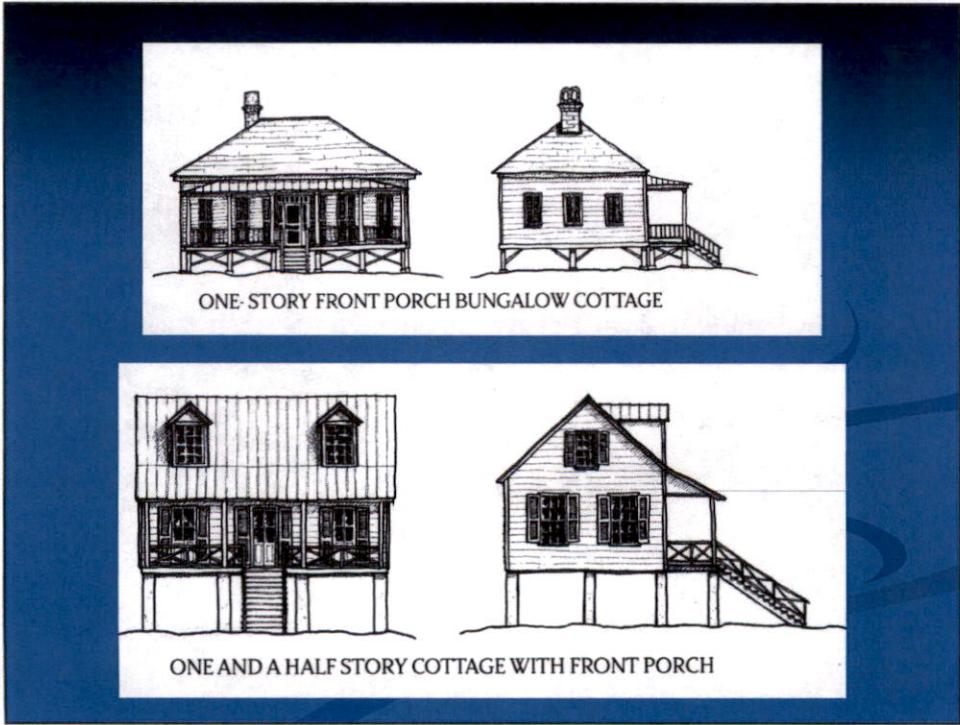 ONE-STORY FRONT PORCH BUNGALOW COTTAGE
ONE AND A HALF STORY COTTAGE WITH FRONT PORCH